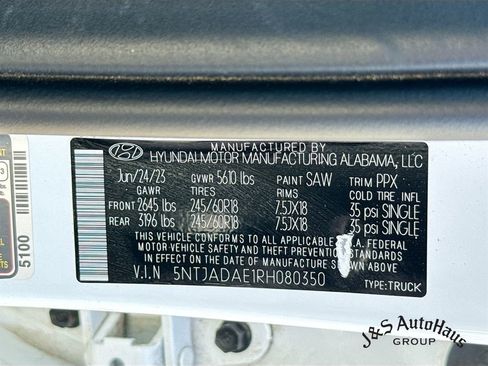 MANUFACTURED BY
HYUNDAI MOTOR MANUFACTURING ALABAMA, LLC
Jun/24/23 GVWR 5610 lbs PAINT SAW TRIM PPX
GAWR TIRES RIMS COLD TIRE INFL
FRONT 2645 lbs 245/60R18 7.5JX18 35 psi SINGLE
REAR 3196 lbs 245/60R18 7.5JX18 35 psi SINGLE
THIS VEHICLE CONFORMS TO ALL APPLICABLE U.S.A. FEDERAL
MOTOR VEHICLE SAFETY AND THEFT PREVENTION STANDARDS
IN EFFECT ON THE DATE OF MANUFACTURE SHOWN ABOVE.
V.I.N 5NTJADAE1RH080350 TYPE:TRUCK
5100
J&S AUTOHAUS
GROUP